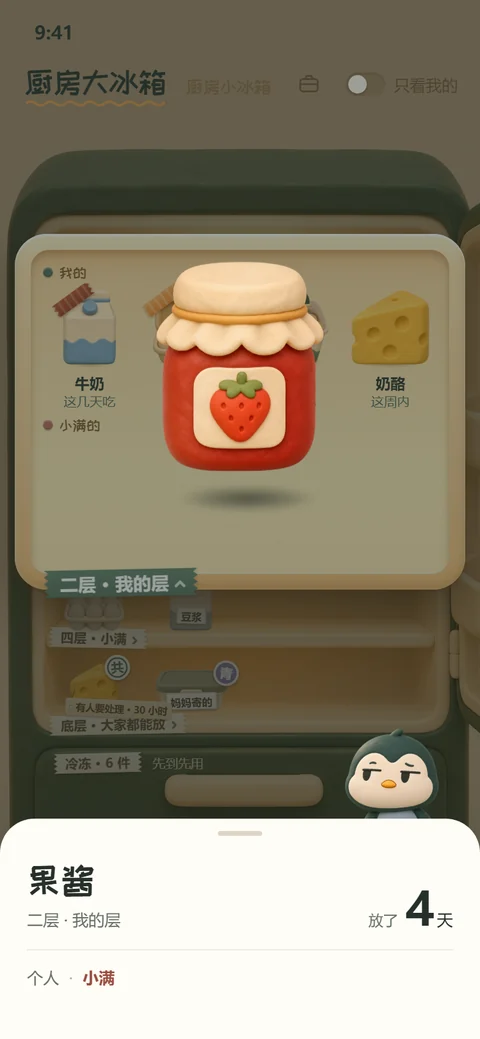 9:41
厨房大冰箱 厨房小冰箱 只看我的
我的
牛奶 奶酪
这几天吃 这周内
小满的
二层·我的层
豆浆
四层·小满
共 青
有人要处理·30 小时 妈妈寄的
底层·大家都能放
冷冻·6 件 先到先用
果酱
二层 · 我的层 放了 4天
个人 · 小满